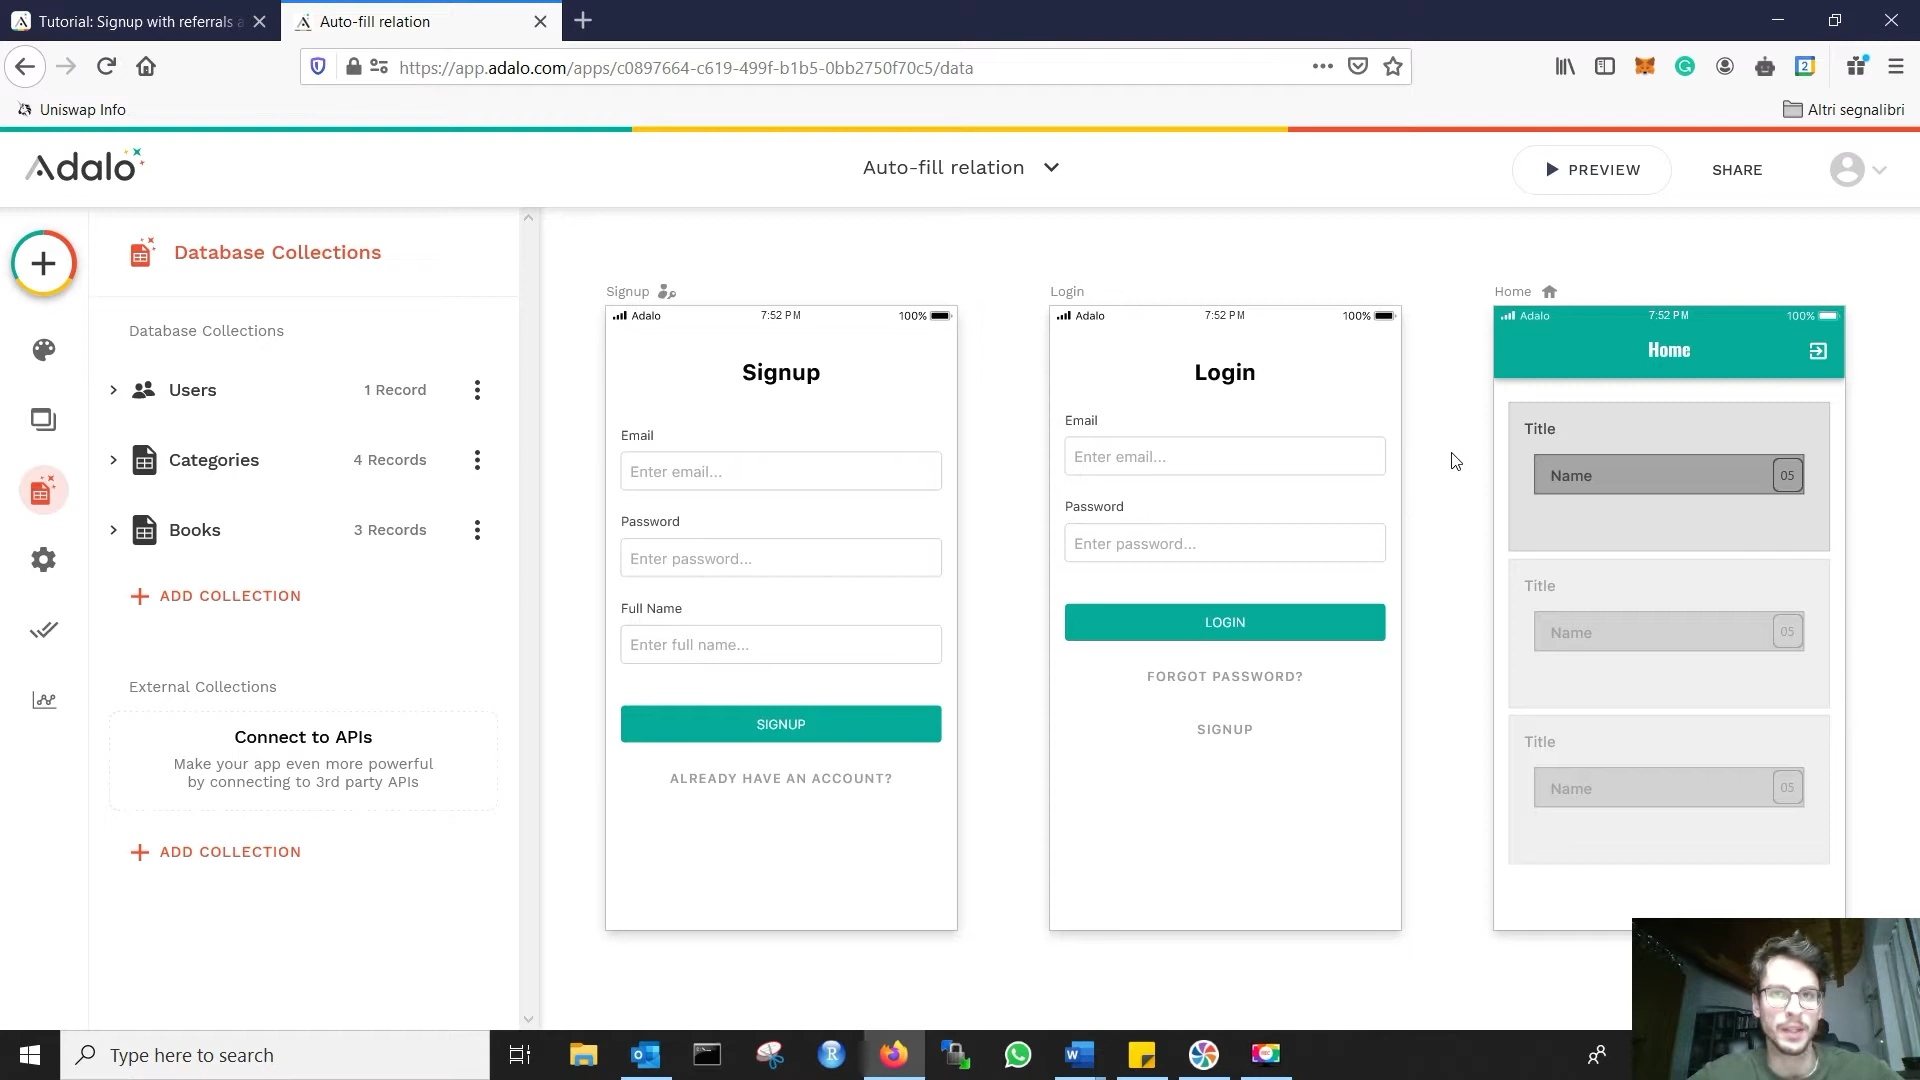 Tutorial: Signup with referrals a
Auto-fill relation
https://app.adalo.com/apps/c0897664-c619-499f-b1b5-0bb2750f70c5/data
2
Uniswap Info
Altri segnalibri
Adalo
Auto-fill relation
PREVIEW
SHARE
Database Collections
Database Collections
Users
1 Record
Categories
4 Records
Books
3 Records
ADD COLLECTION
External Collections
Connect to APIs
Make your app even more powerful
by connecting to 3rd party APIs
ADD COLLECTION
Signup
Adalo 7:52 PM 100%
Signup
Email
Enter email...
Password
Enter password...
Full Name
Enter full name...
SIGNUP
ALREADY HAVE AN ACCOUNT?
Login
Adalo 7:52 PM 100%
Login
Email
Enter email...
Password
Enter password...
LOGIN
FORGOT PASSWORD?
SIGNUP
Home
Adalo 7:52 PM 100%
Home
Title
Name 05
Title
Name 05
Title
Name 05
Type here to search
R
W